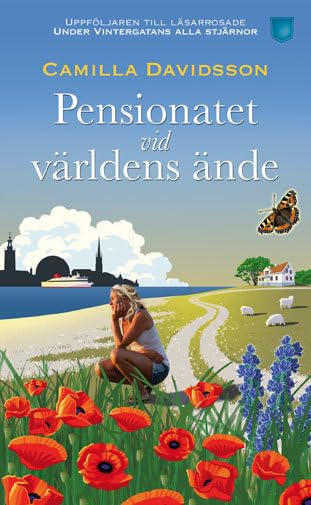 Uppföljaren till läsarrosade
Under Vintergatans alla stjärnor
Camilla Davidsson
Pensionatet
vid
världens ände